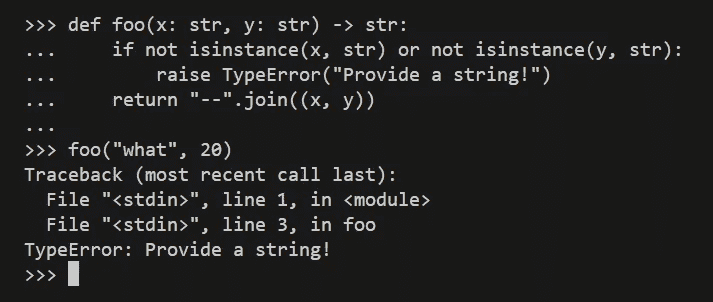 >>> def foo(x: str, y: str) -> str:
...     if not isinstance(x, str) or not isinstance(y, str):
...         raise TypeError("Provide a string!")
...     return "--".join((x, y))
...
>>> foo("what", 20)
Traceback (most recent call last):
  File "<stdin>", line 1, in <module>
  File "<stdin>", line 3, in foo
TypeError: Provide a string!
>>>